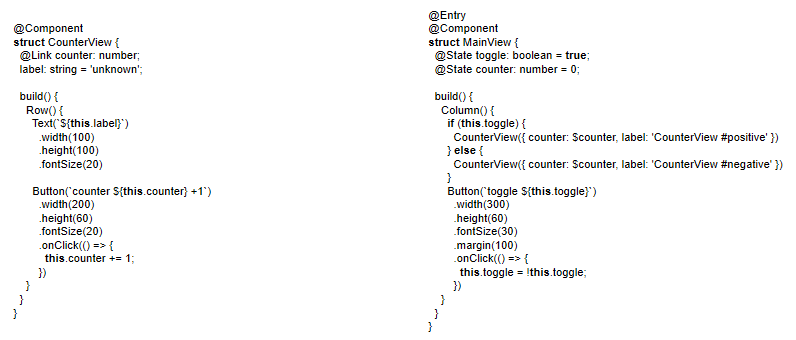 @Component
struct CounterView {
@Link counter: number;
label: string = 'unknown';
build() {
Row() {
Text(`${this.label}`)
.width(100)
.height(100)
.fontSize(20)
Button(`counter ${this.counter} +1`)
.width(200)
.height(60)
.fontSize(20)
.onClick(() => {
this.counter += 1;
})
}
}
}
@Entry
@Component
struct MainView {
@State toggle: boolean = true;
@State counter: number = 0;
build() {
Column() {
if (this.toggle) {
CounterView({ counter: $counter, label: 'CounterView #positive' })
} else {
CounterView({ counter: $counter, label: 'CounterView #negative' })
}
Button(`toggle ${this.toggle}`)
.width(300)
.height(60)
.fontSize(30)
.margin(100)
.onClick(() => {
this.toggle = !this.toggle;
})
}
}
}